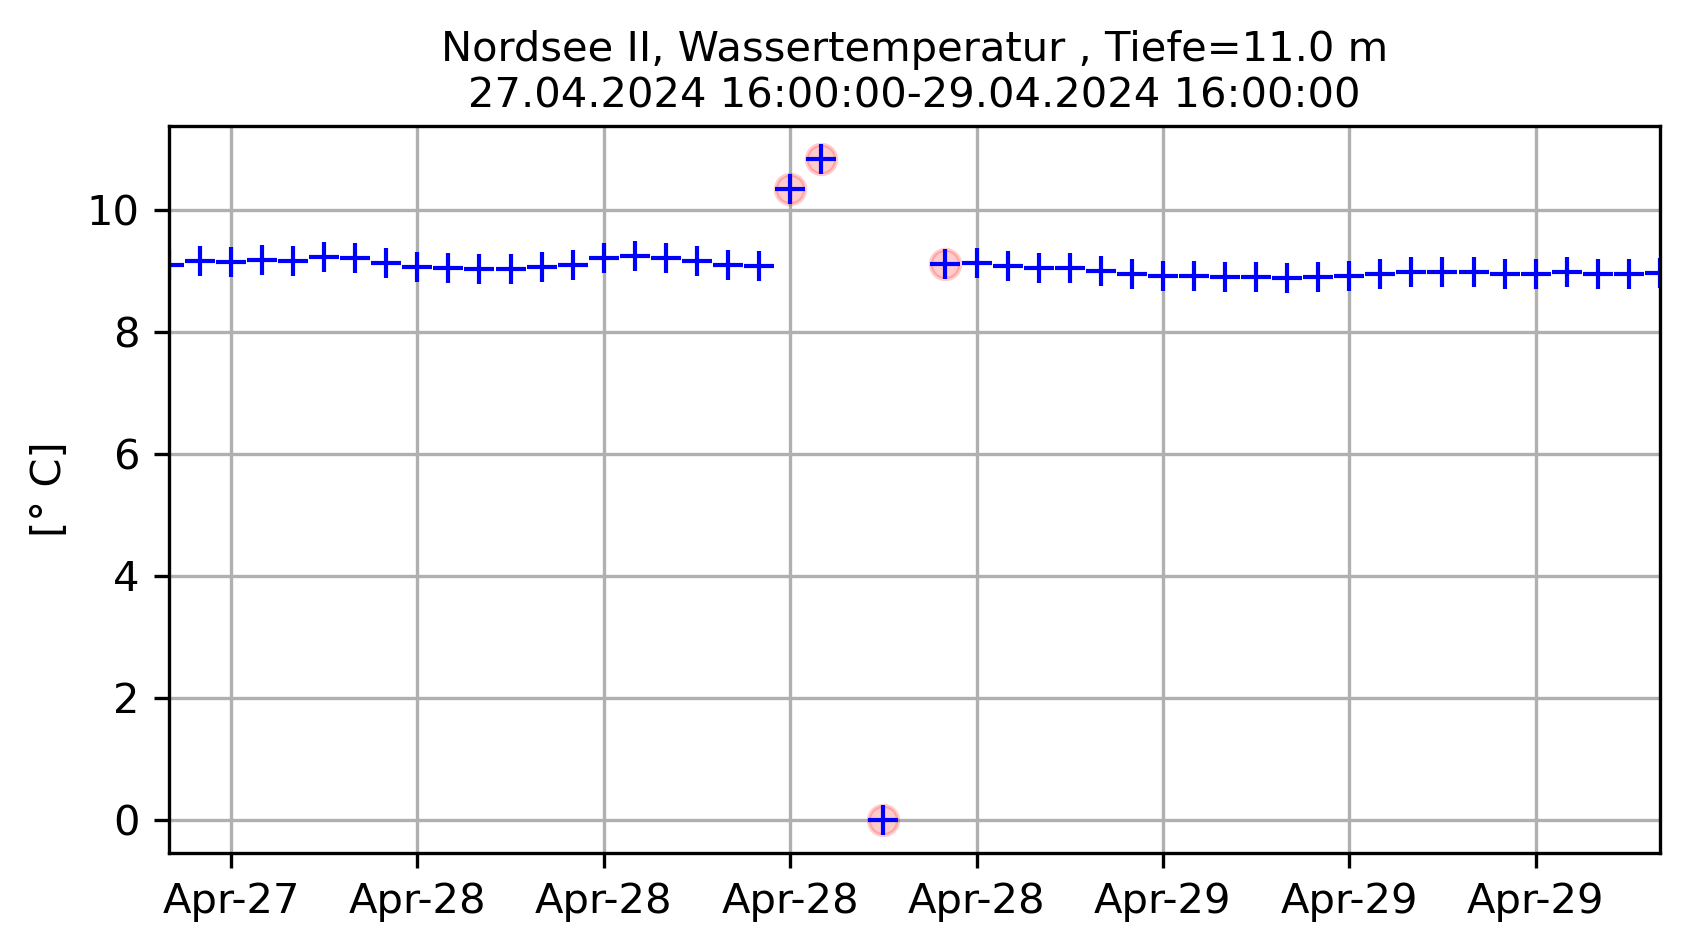 Nordsee II, Wassertemperatur , Tiefe=11.0 m
27.04.2024 16:00:00-29.04.2024 16:00:00
10
8
6
4
2
0
[° C]
Apr-27 Apr-28 Apr-28 Apr-28 Apr-28 Apr-29 Apr-29 Apr-29